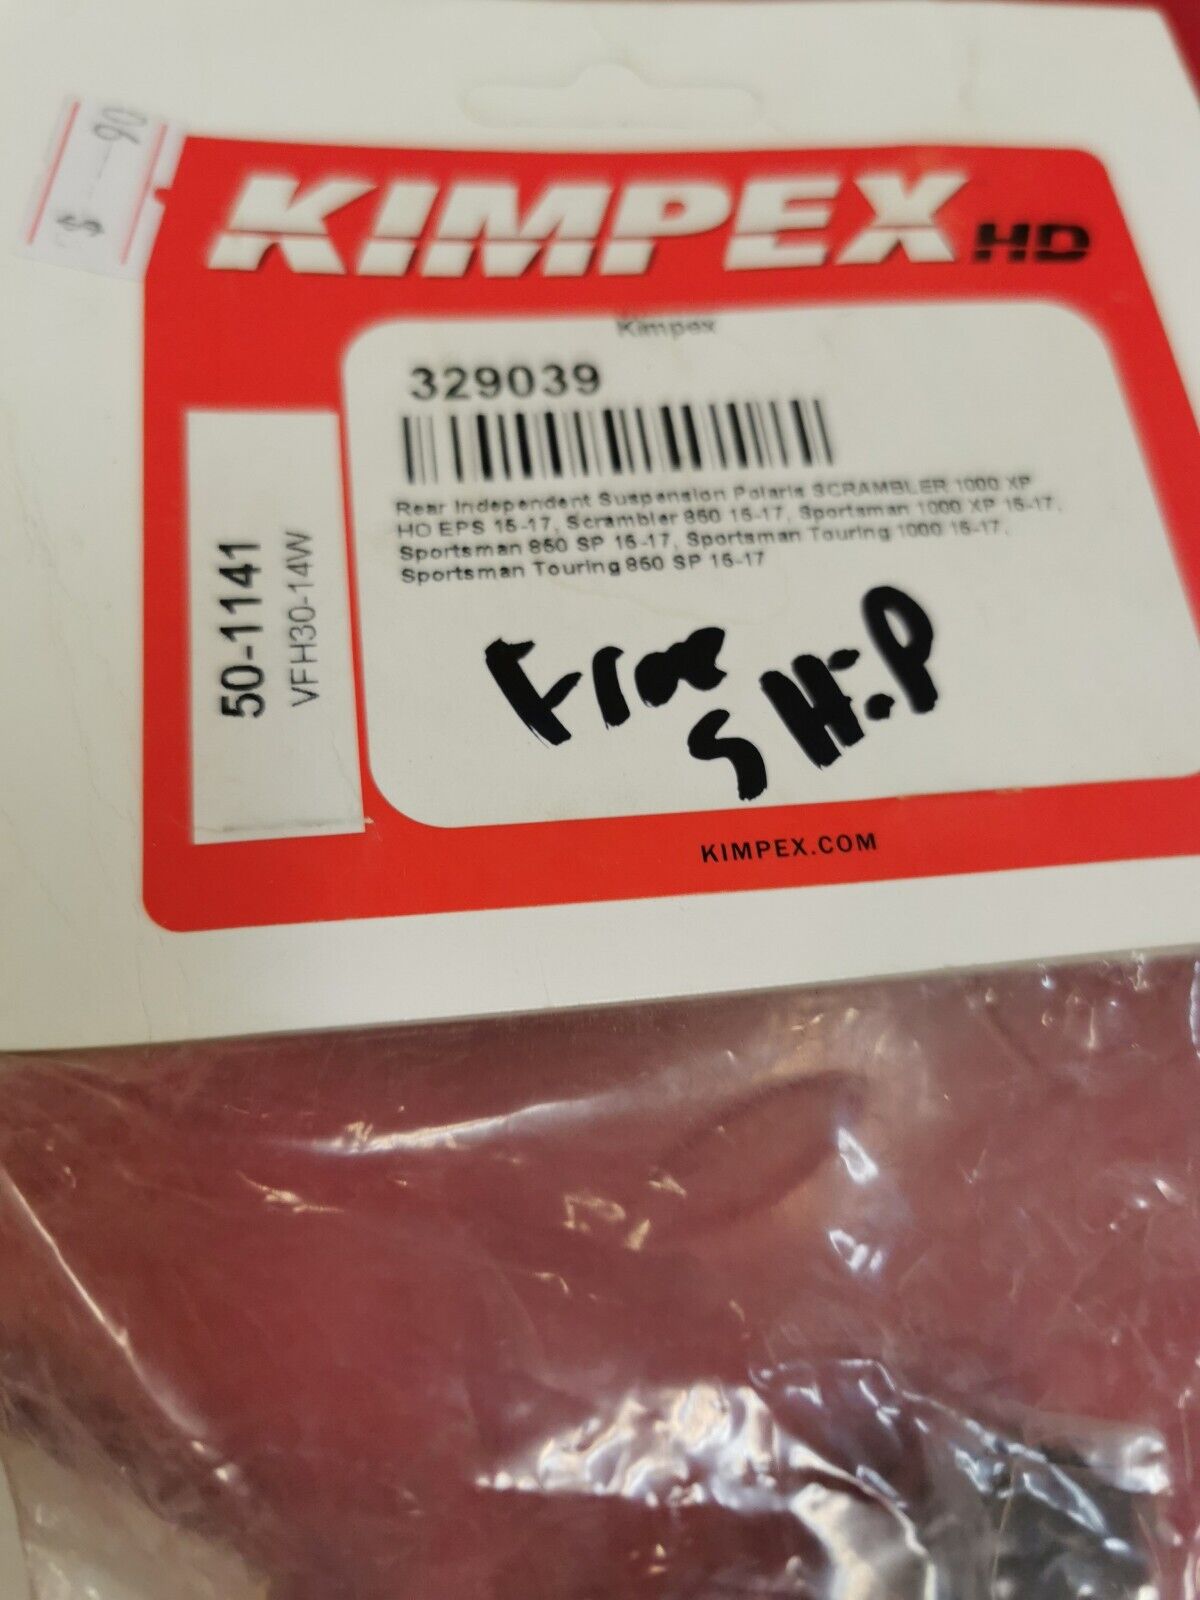 $ --- 90
KIMPEX HD
Kimpex
329039
Rear Independent Suspension Polaris SCRAMBLER 1000 XP
HO EPS 15-17, Scrambler 850 15-17, Sportsman 1000 XP 15-17,
Sportsman 850 SP 15-17, Sportsman Touring 1000 15-17,
Sportsman Touring 850 SP 15-17
50-1141
VFH30-14W
Free
SHiP
KIMPEX.COM